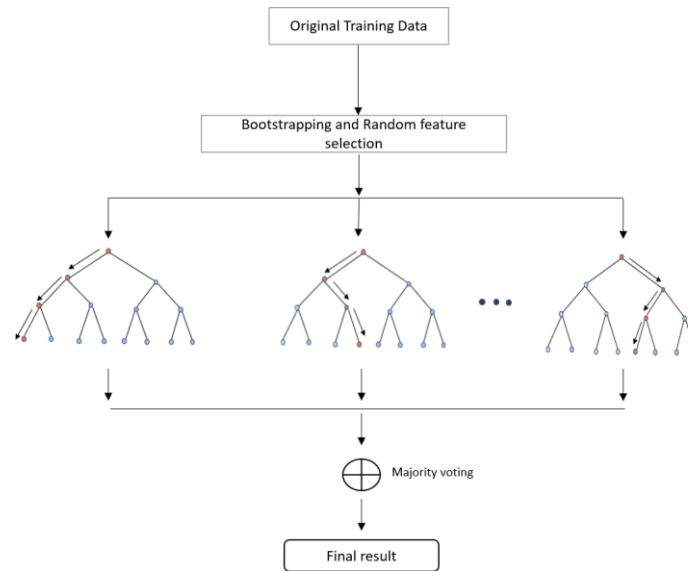 Original Training Data
Bootstrapping and Random feature
selection
Majority voting
Final result